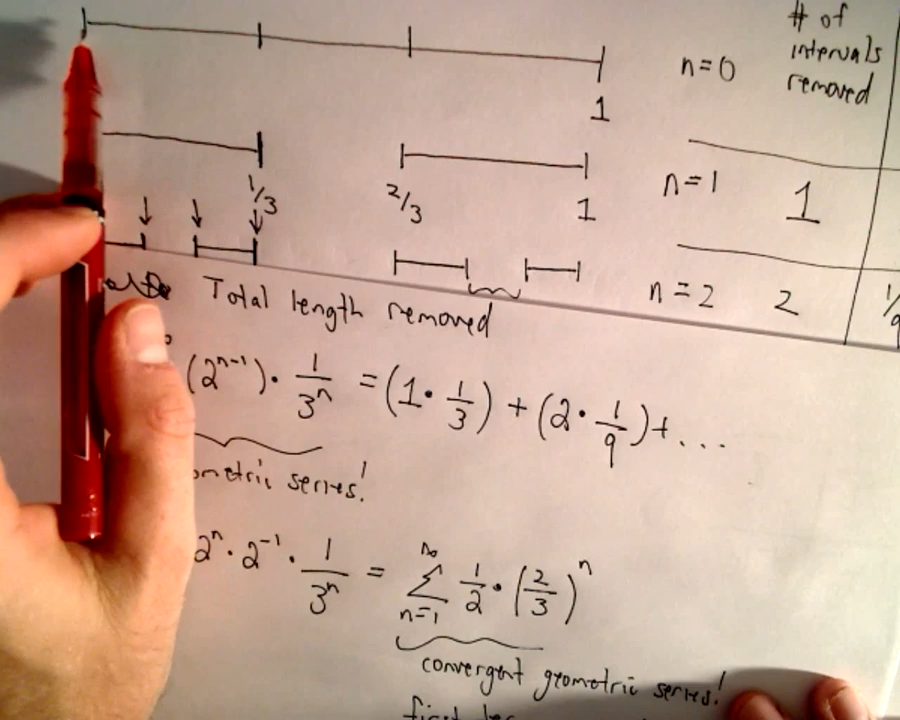 # of
intervals
removed
n=0
1
n=1 1
1/3
2/3
1
n=2 2
Total length removed
(2^{n-1}) · 1/3^n = (1 · 1/3) + (2 · 1/9) + ...
ometric series!
2^n · 2^{-1} · 1/3^n = ∑_{n=1}^{∞} 1/2 · (2/3)^n
convergent geometric series!